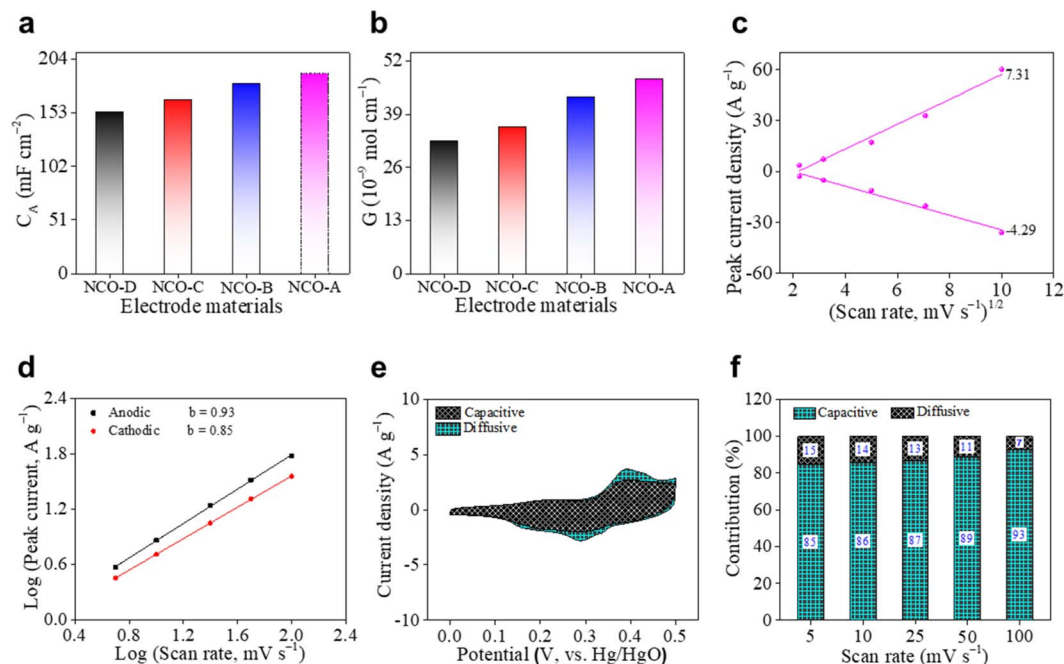 a
C_A (mF cm⁻²)
204
153
102
51
0
NCO-D NCO-C NCO-B NCO-A
Electrode materials
b
G (10⁻⁹ mol cm⁻¹)
52
39
26
13
0
NCO-D NCO-C NCO-B NCO-A
Electrode materials
c
Peak current density (A g⁻¹)
60
30
0
-30
-60
7.31
-4.29
2 4 6 8 10 12
(Scan rate, mV s⁻¹)^1/2
d
Log (Peak current, A g⁻¹)
2.4
1.8
1.2
0.6
0.0
Anodic b = 0.93
Cathodic b = 0.85
0.4 0.8 1.2 1.6 2.0 2.4
Log (Scan rate, mV s⁻¹)
e
Current density (A g⁻¹)
10
5
0
-5
-10
Capacitive
Diffusive
0.0 0.1 0.2 0.3 0.4 0.5
Potential (V, vs. Hg/HgO)
f
Contribution (%)
120
100
80
60
40
20
0
Capacitive Diffusive
15 14 13 11 7
85 86 87 89 93
5 10 25 50 100
Scan rate (mV s⁻¹)